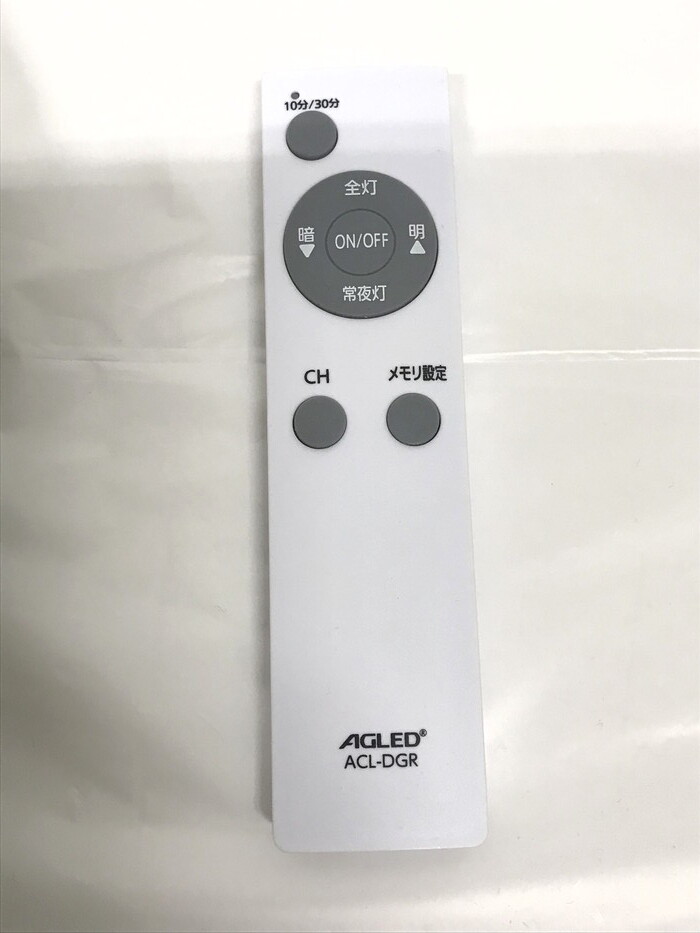 10分/30分
全灯
暗 ON/OFF 明
▼ ▲
常夜灯
CH メモリ設定
AGLED®
ACL-DGR